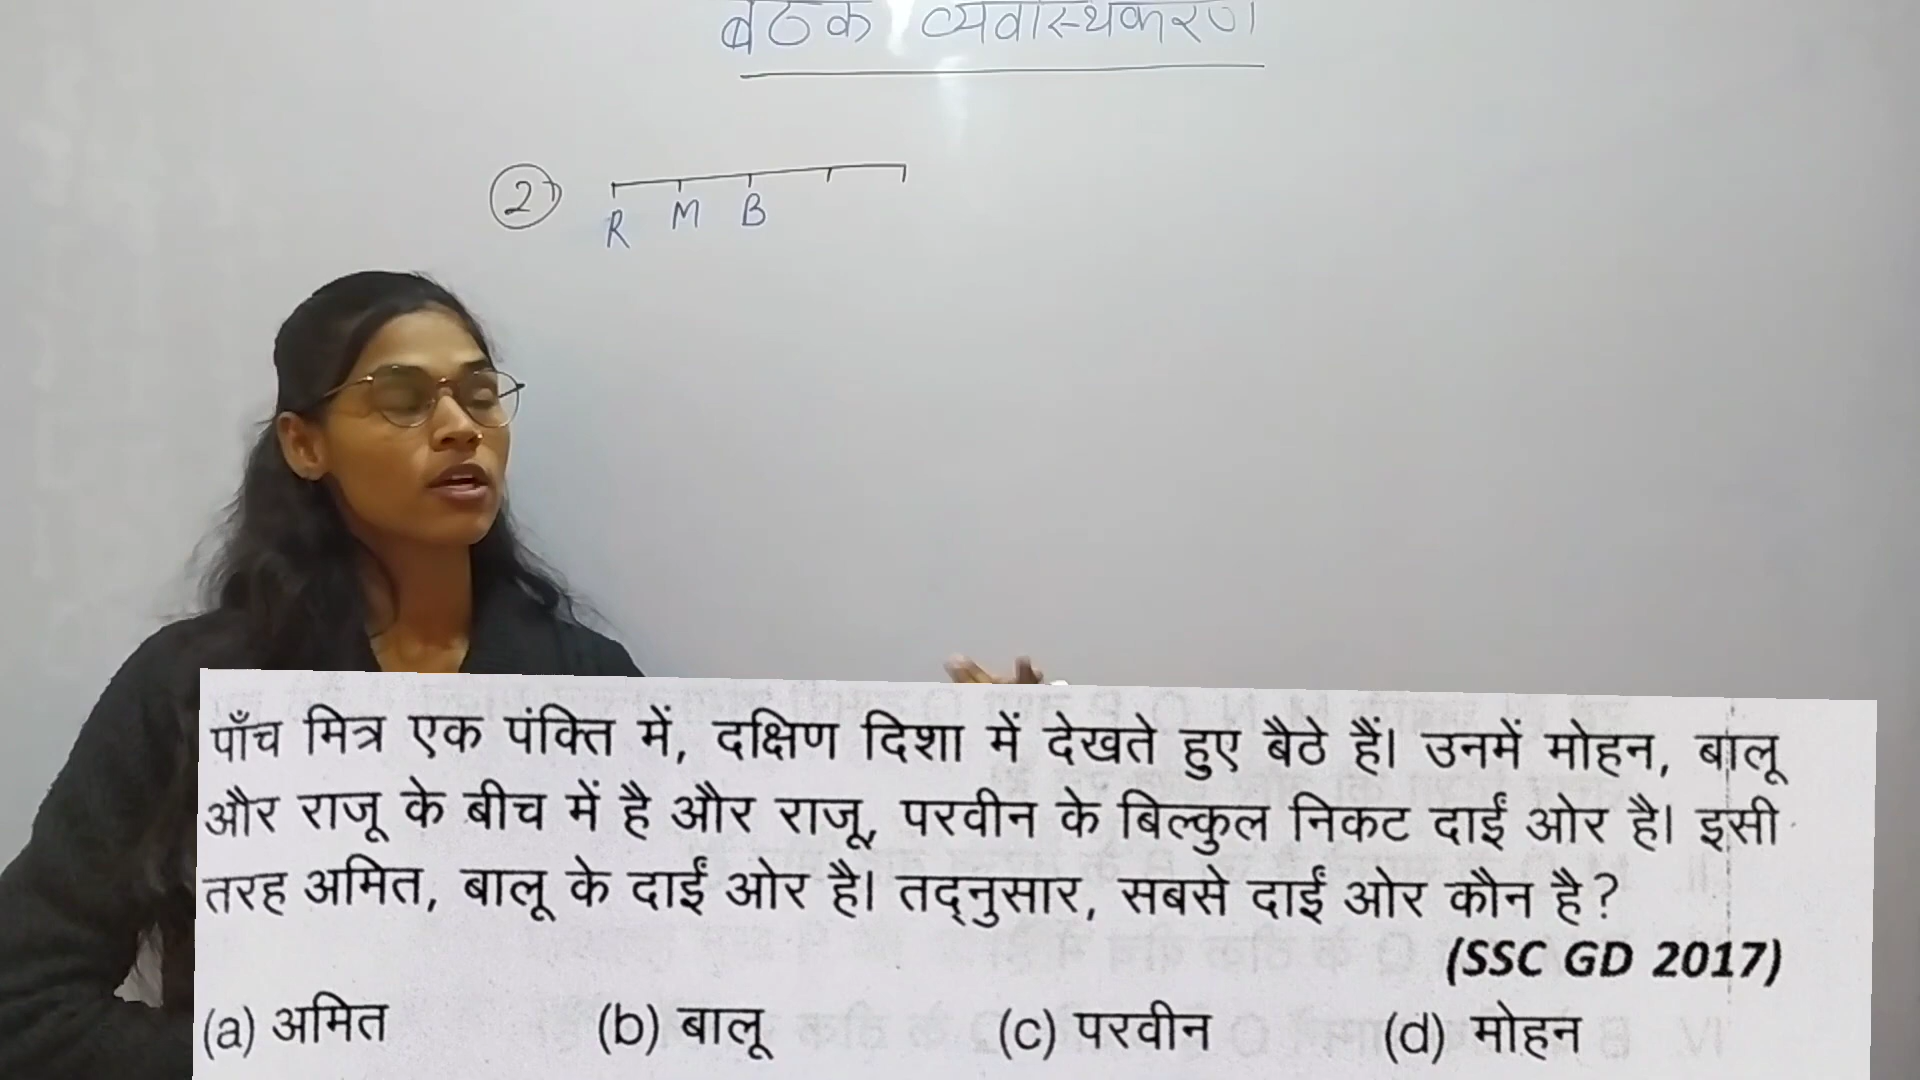 बैठक व्यवस्थिकरण
2
R M B
पाँच मित्र एक पंक्ति में, दक्षिण दिशा में देखते हुए बैठे हैं। उनमें मोहन, बालू
और राजू के बीच में है और राजू, परवीन के बिल्कुल निकट दाईं ओर है। इसी
तरह अमित, बालू के दाईं ओर है। तद्नुसार, सबसे दाईं ओर कौन है?
(SSC GD 2017)
(a) अमित (b) बालू (c) परवीन (d) मोहन